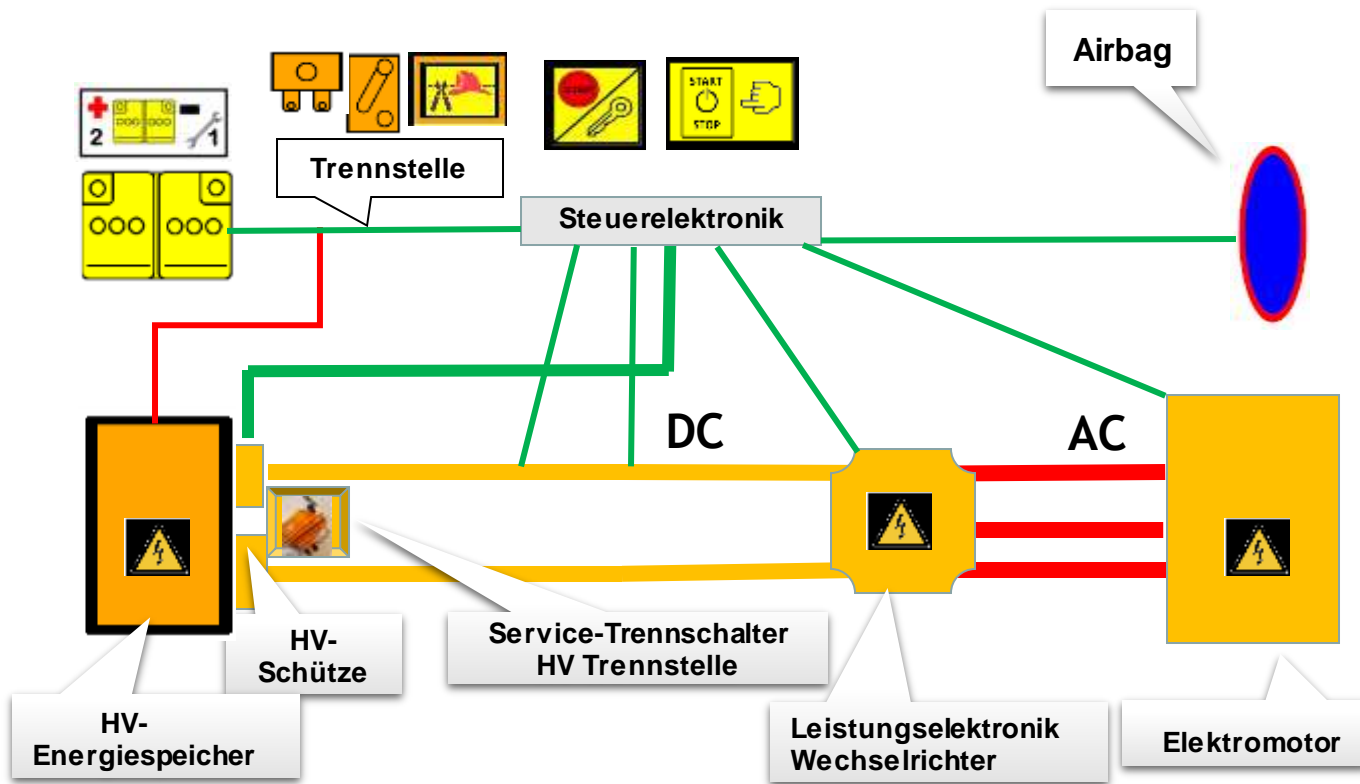 Airbag
2
1
START
STOP
Trennstelle
Steuerelektronik
DC
AC
HV-
Schütze
Service-Trennschalter
HV Trennstelle
HV-
Energiespeicher
Leistungselektronik
Wechselrichter
Elektromotor